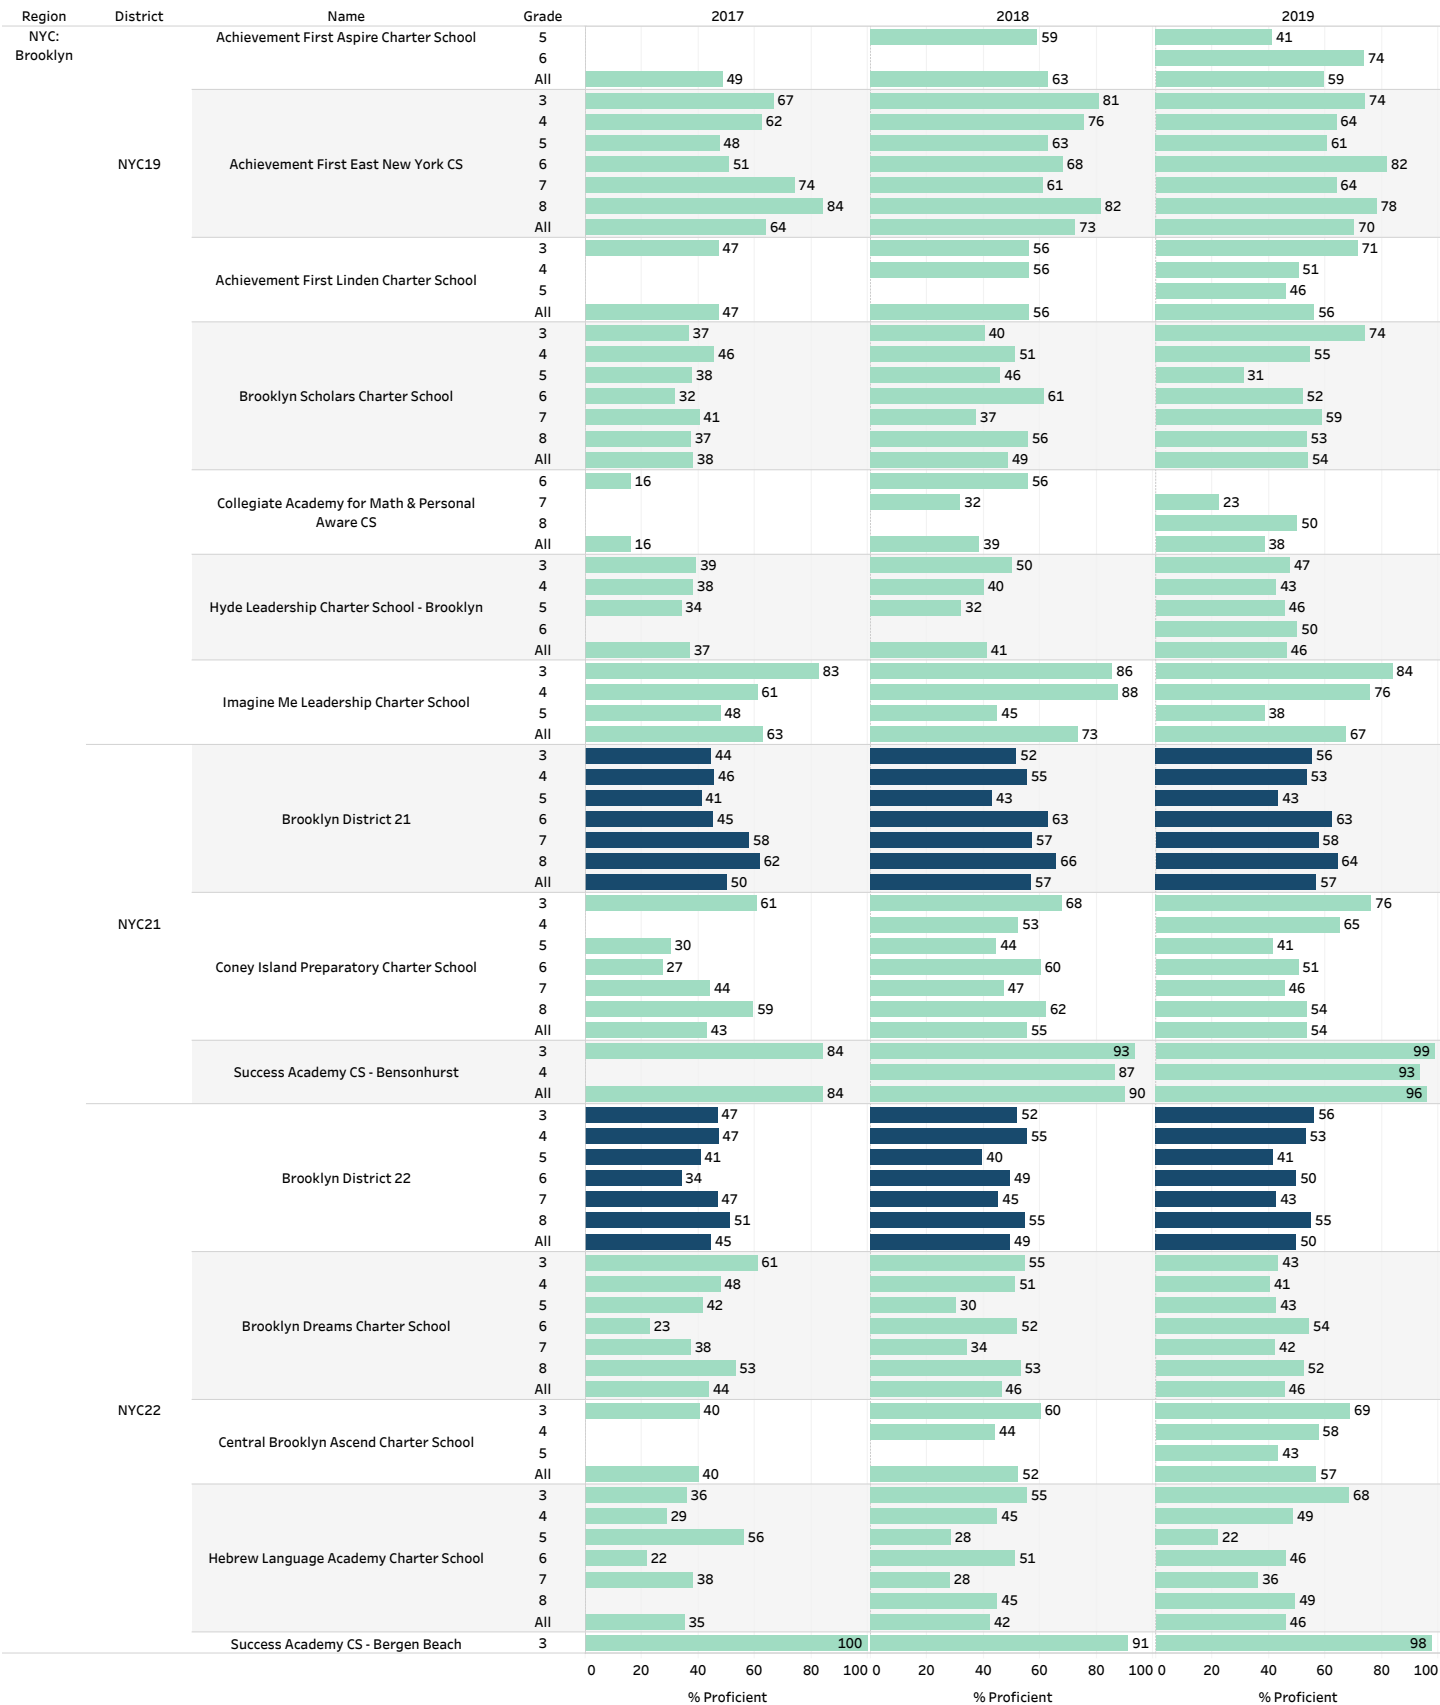 Region District Name Grade 2017 2018 2019
NYC: Achievement First Aspire Charter School 5 59 41
Brooklyn 6 74
All 49 63 59
3 67 81 74
4 62 76 64
5 48 63 61
NYC19 Achievement First East New York CS 6 51 68 82
7 74 61 64
8 84 82 78
All 64 73 70
3 47 56 71
4 56 51
Achievement First Linden Charter School
5 46
All 47 56 56
3 37 40 74
4 46 51 55
5 38 46 31
Brooklyn Scholars Charter School 6 32 61 52
7 41 37 59
8 37 56 53
All 38 49 54
6 16 56
Collegiate Academy for Math & Personal 7 32 23
Aware CS 8 50
All 16 39 38
3 39 50 47
4 38 40 43
Hyde Leadership Charter School - Brooklyn 5 34 32 46
6 50
All 37 41 46
3 83 86 84
4 61 88 76
Imagine Me Leadership Charter School
5 48 45 38
All 63 73 67
3 44 52 56
4 46 55 53
5 41 43 43
Brooklyn District 21 6 45 63 63
7 58 57 58
8 62 66 64
All 50 57 57
3 61 68 76
NYC21 4 53 65
5 30 44 41
Coney Island Preparatory Charter School 6 27 60 51
7 44 47 46
8 59 62 54
All 43 55 54
3 84 93 99
Success Academy CS - Bensonhurst 4 87 93
All 84 90 96
3 47 52 56
4 47 55 53
5 41 40 41
Brooklyn District 22 6 34 49 50
7 47 45 43
8 51 55 55
All 45 49 50
3 61 55 43
4 48 51 41
5 42 30 43
Brooklyn Dreams Charter School 6 23 52 54
7 38 34 42
8 53 53 52
All 44 46 46
NYC22 3 40 60 69
4 44 58
Central Brooklyn Ascend Charter School
5 43
All 40 52 57
3 36 55 68
4 29 45 49
5 56 28 22
Hebrew Language Academy Charter School 6 22 51 46
7 38 28 36
8 45 49
All 35 42 46
Success Academy CS - Bergen Beach 3 100 91 98
0 20 40 60 80 100 0 20 40 60 80 100 0 20 40 60 80 100
% Proficient % Proficient % Proficient